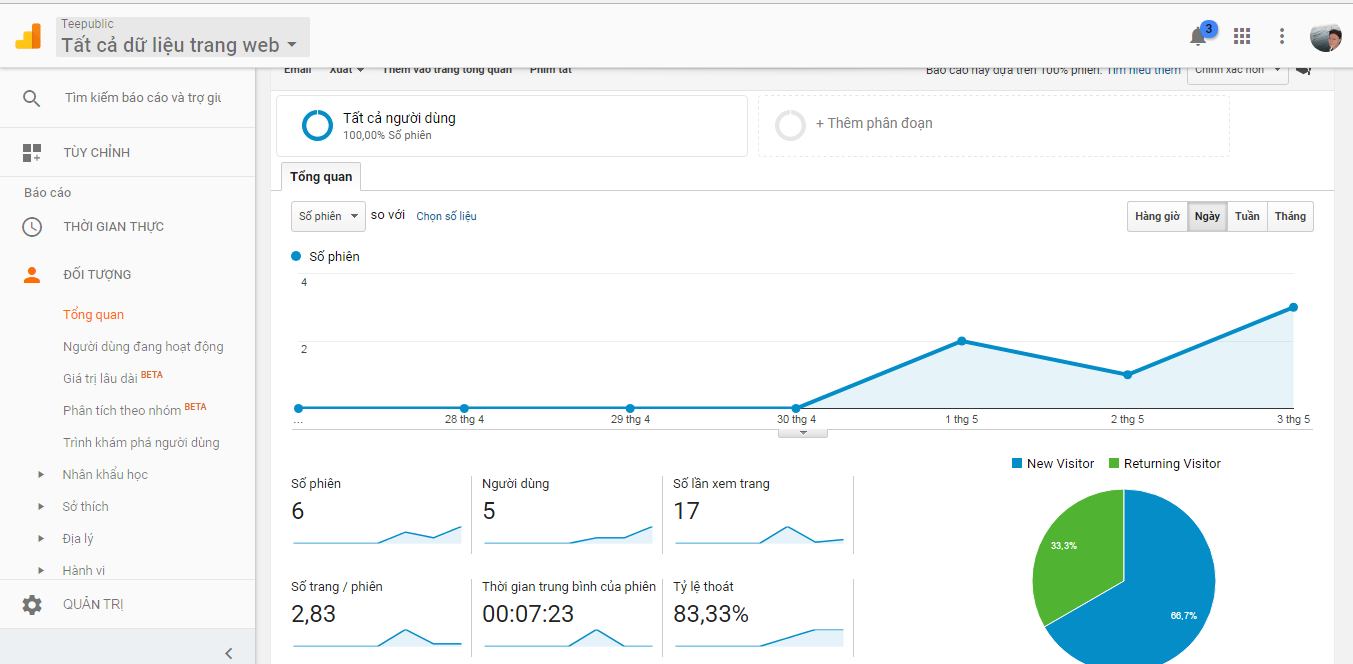 Teepublic
Tất cả dữ liệu trang web
3
Tìm kiếm báo cáo và trợ giú
TÙY CHỈNH
Báo cáo
THỜI GIAN THỰC
ĐỐI TƯỢNG
Tổng quan
Người dùng đang hoạt động
Giá trị lâu dài BETA
Phân tích theo nhóm BETA
Trình khám phá người dùng
Nhân khẩu học
Sở thích
Địa lý
Hành vi
QUẢN TRỊ
Email Xuất Thêm vào trang tổng quan Phím tắt
Báo cáo này dựa trên 100% phiên. Tìm hiểu thêm
Chính xác hơn
Tất cả người dùng
100,00% Số phiên
+ Thêm phân đoạn
Tổng quan
Số phiên so với Chọn số liệu
Hàng giờ Ngày Tuần Tháng
Số phiên
4
2
... 28 thg 4 29 thg 4 30 thg 4 1 thg 5 2 thg 5 3 thg 5
Số phiên
6
Người dùng
5
Số lần xem trang
17
Số trang / phiên
2,83
Thời gian trung bình của phiên
00:07:23
Tỷ lệ thoát
83,33%
New Visitor Returning Visitor
33,3%
66,7%